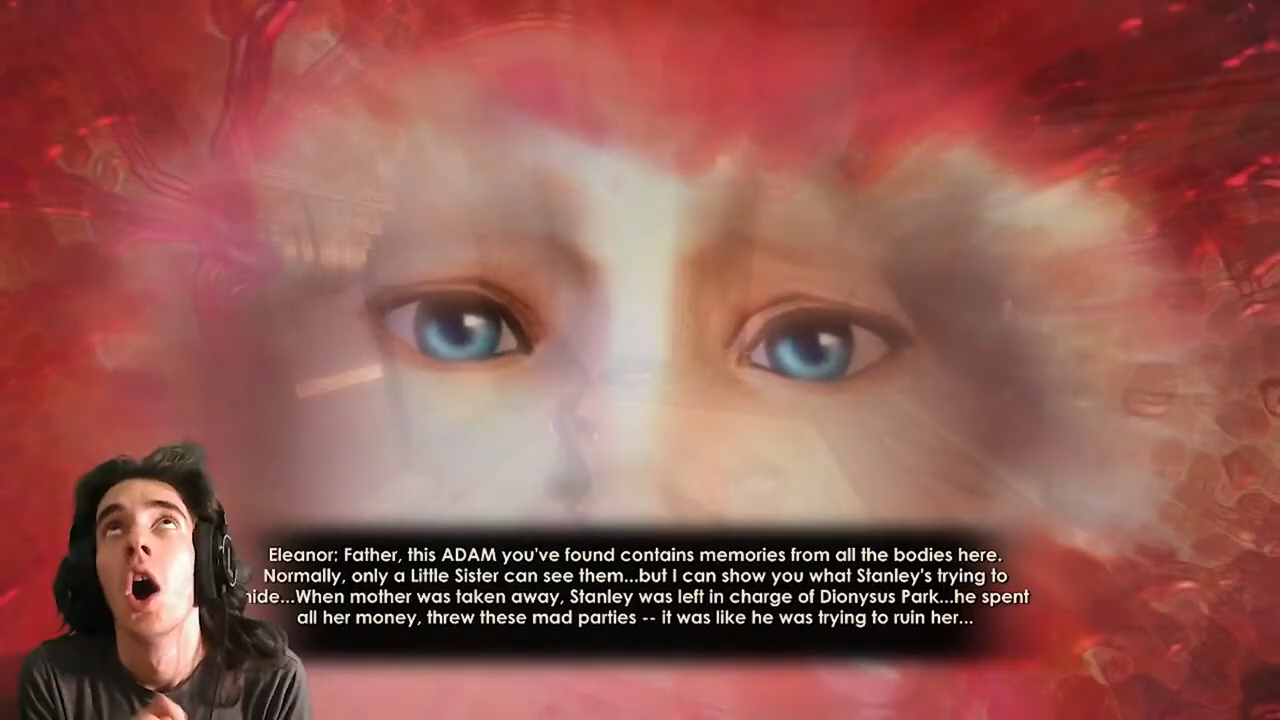 Eleanor: Father, this ADAM you've found contains memories from all the bodies here.
Normally, only a Little Sister can see them...but I can show you what Stanley's trying to
hide...When mother was taken away, Stanley was left in charge of Dionysus Park...he spent
all her money, threw these mad parties -- it was like he was trying to ruin her...